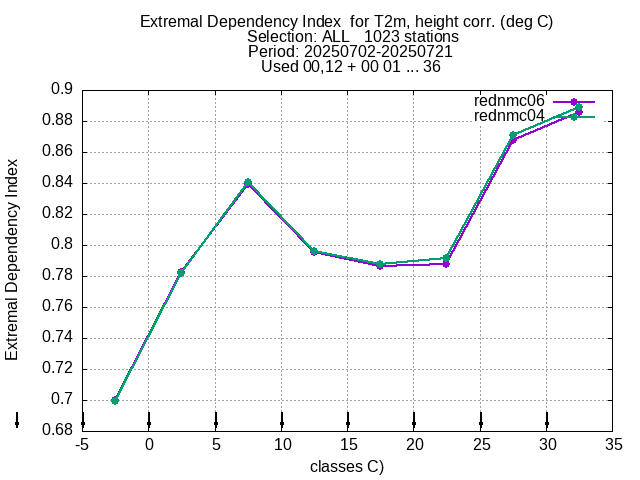 Extremal Dependency Index  for T2m, height corr. (deg C)
Selection: ALL   1023 stations
Period: 20250702-20250721
Used 00,12 + 00 01 ... 36
rednmc06
rednmc04
Extremal Dependency Index
0.9
0.88
0.86
0.84
0.82
0.8
0.78
0.76
0.74
0.72
0.7
0.68
-5 0 5 10 15 20 25 30 35
classes C)